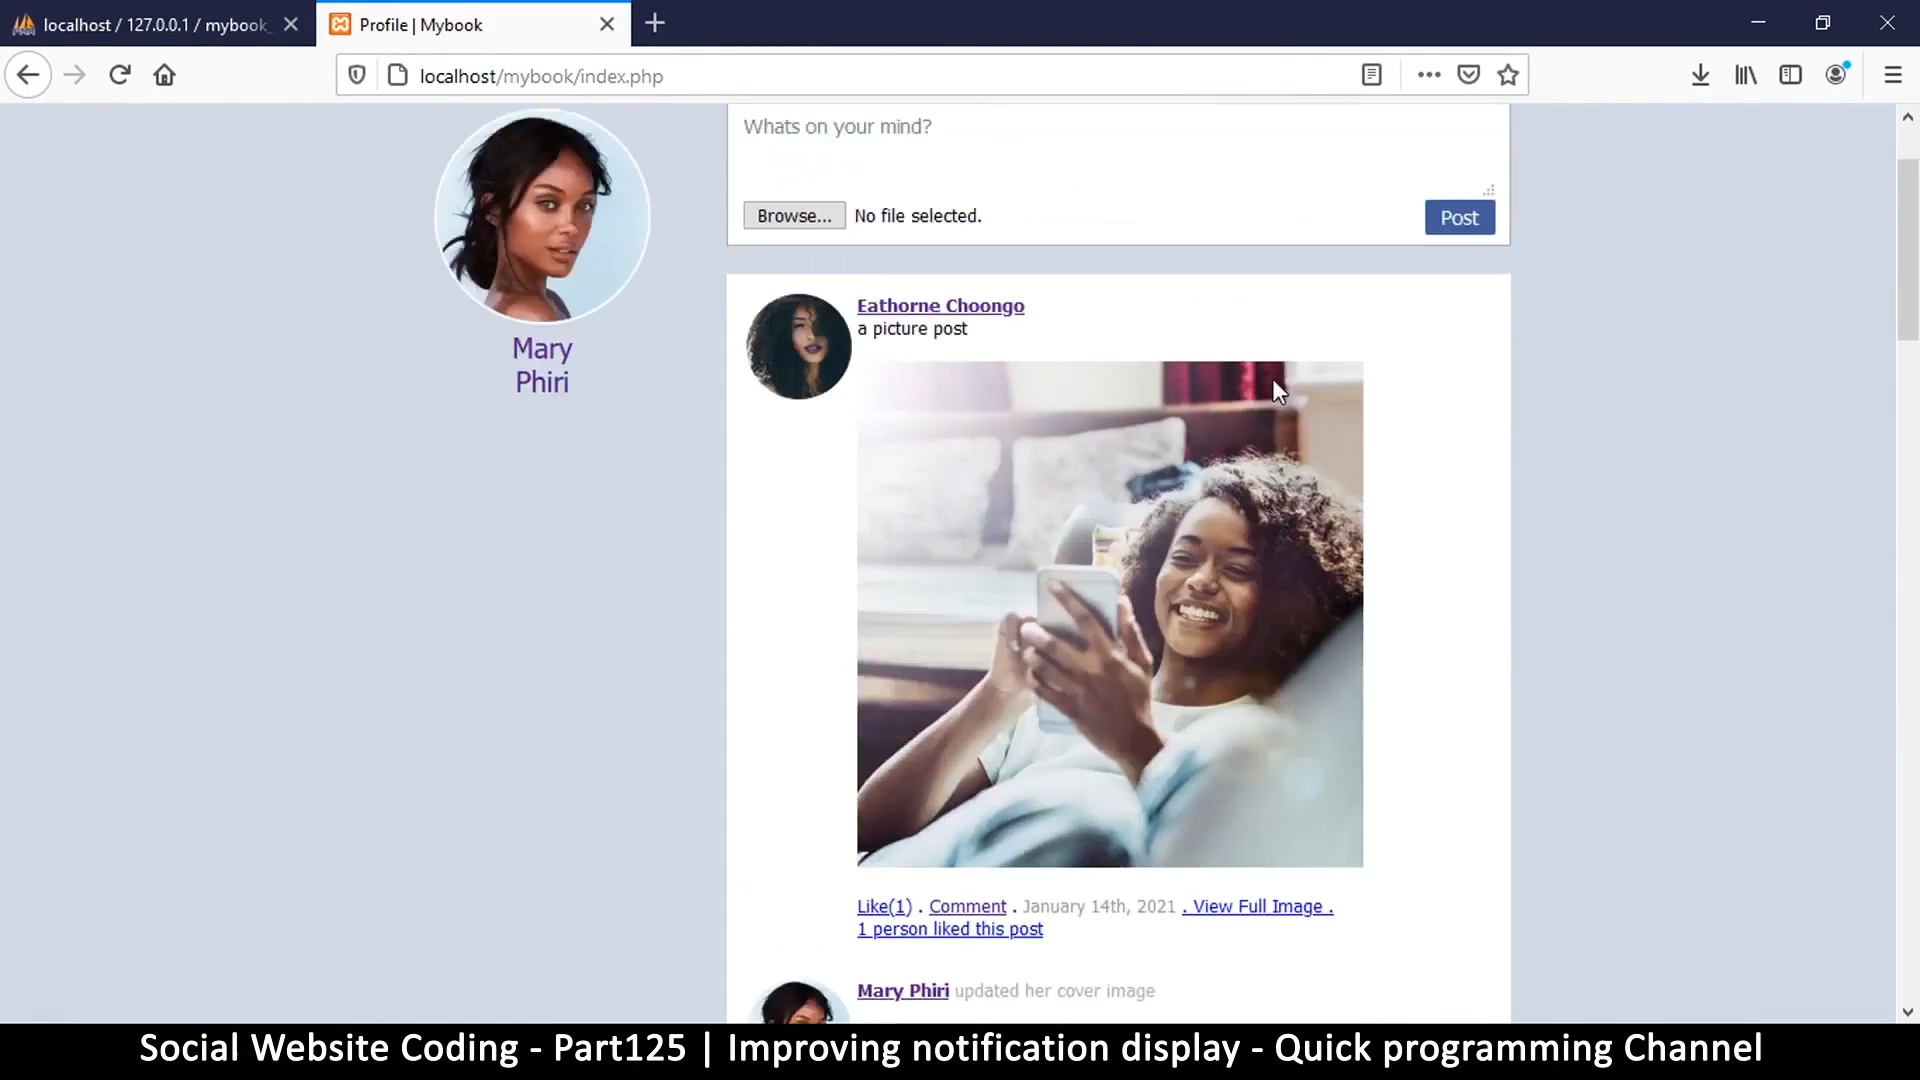 localhost / 127.0.0.1 / mybook_
Profile | Mybook
localhost/mybook/index.php
Whats on your mind?
Browse... No file selected.
Post
Mary
Phiri
Eathorne Choongo
a picture post
Like(1) . Comment . January 14th, 2021 . View Full Image .
1 person liked this post
Mary Phiri updated her cover image
Social Website Coding - Part125 | Improving notification display - Quick programming Channel